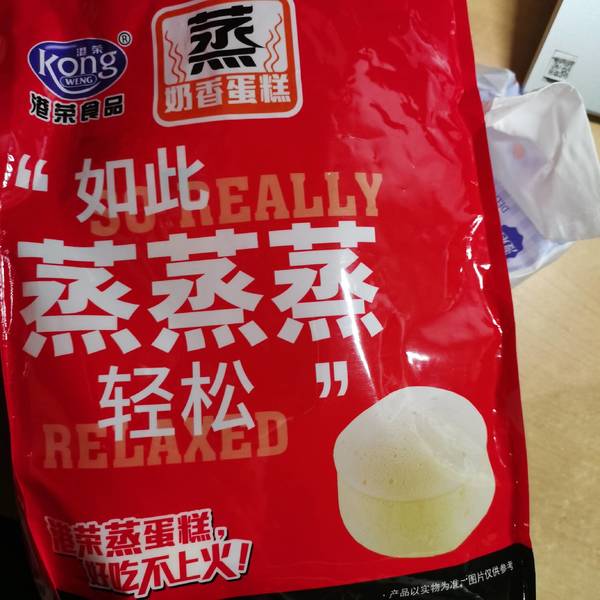 港荣
Kong
WENG
®
港荣食品
蒸
奶香蛋糕
“如此
SO REALLY
蒸蒸蒸
轻松”
RELAXED
港荣蒸蛋糕,
好吃不上火!
·产品以实物为准,图片仅供参考